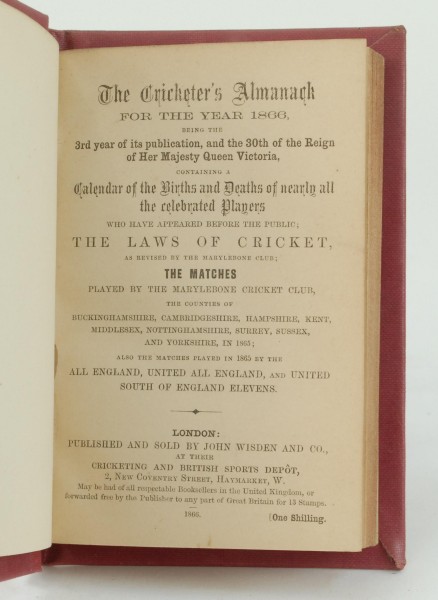 The Cricketer's Almanack
FOR THE YEAR 1866,
BEING THE
3rd year of its publication, and the 30th of the Reign
of Her Majesty Queen Victoria,
CONTAINING A
Calendar of the Births and Deaths of nearly all
the celebrated Players
WHO HAVE APPEARED BEFORE THE PUBLIC;
THE LAWS OF CRICKET,
AS REVISED BY THE MARYLEBONE CLUB;
THE MATCHES
PLAYED BY THE MARYLEBONE CRICKET CLUB,
THE COUNTIES OF
BUCKINGHAMSHIRE, CAMBRIDGESHIRE, HAMPSHIRE, KENT,
MIDDLESEX, NOTTINGHAMSHIRE, SURREY, SUSSEX,
AND YORKSHIRE, IN 1865;
ALSO THE MATCHES PLAYED IN 1865 BY THE
ALL ENGLAND, UNITED ALL ENGLAND, AND UNITED
SOUTH OF ENGLAND ELEVENS.
LONDON:
PUBLISHED AND SOLD BY JOHN WISDEN AND CO.,
AT THEIR
CRICKETING AND BRITISH SPORTS DEPÔT,
2, NEW COVENTRY STREET, HAYMARKET, W.
May be had of all respectable Booksellers in the United Kingdom, or
forwarded free by the Publisher to any part of Great Britain for 13 Stamps.
1866.
[One Shilling.